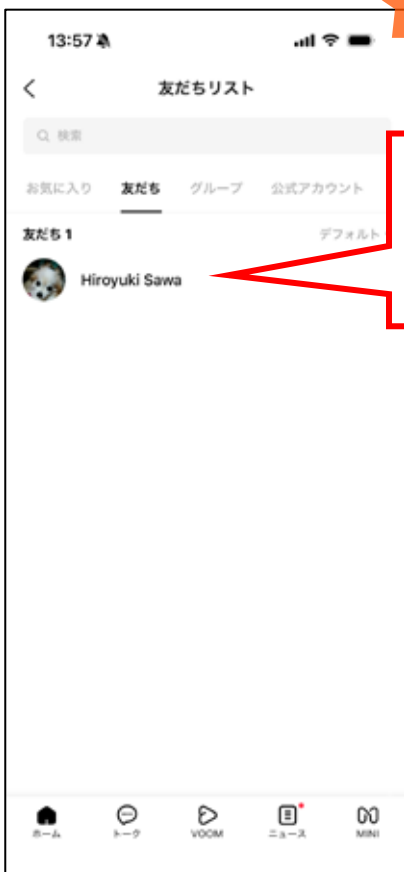 13:57
友だちリスト
検索
お気に入り 友だち グループ 公式アカウント
友だち 1 デフォルト
Hiroyuki Sawa
ホーム トーク VOOM ニュース MINI